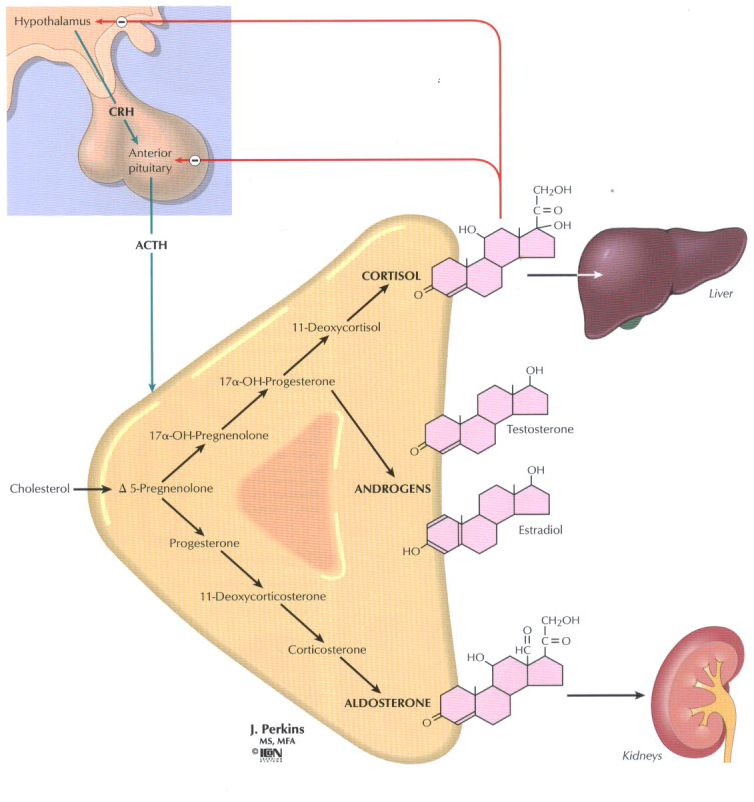 Hypothalamus
CRH
Anterior
pituitary
ACTH
CH₂OH
C=O
HO
OH
CORTISOL
O
Liver
11-Deoxycortisol
17α-OH-Progesterone
OH
Testosterone
O
17α-OH-Pregnenolone
Cholesterol
Δ 5-Pregnenolone
ANDROGENS
OH
Estradiol
HO
Progesterone
11-Deoxycorticosterone
CH₂OH
O
C=O
HC
HO
Corticosterone
ALDOSTERONE
O
Kidneys
J. Perkins
MS, MFA
© ICON